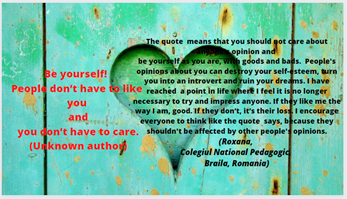 Be yourself!
People don't have to like
you
and
you don't have to care.
(Unknown author)
The quote means that you should not care about
opinion and
be yourself as you are, with goods and bads. People's
opinions about you can destroy your self-esteem, turn
you into an introvert and ruin your dreams. I have
reached a point in life where I feel it is no longer
necessary to try and impress anyone. If they like me the
way I am, good. If they don't, it's their loss. I encourage
everyone to think like the quote says, because they
shouldn't be affected by other people's opinions.
(Roxana,
Colegiul National Pedagogic,
Braila, Romania)